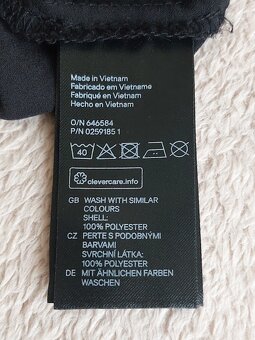 Made in Vietnam
Fabricado em Vietname
Fabriqué en Vietnam
Hecho en Vietnam
O/N 646584
P/N 0259185 1
40
clevercare.info
GB WASH WITH SIMILAR
COLOURS
SHELL:
100% POLYESTER
CZ PERTE S PODOBNÝMI
BARVAMI
SVRCHNÍ LÁTKA:
100% POLYESTER
DE MIT ÄHNLICHEN FARBEN
WASCHEN